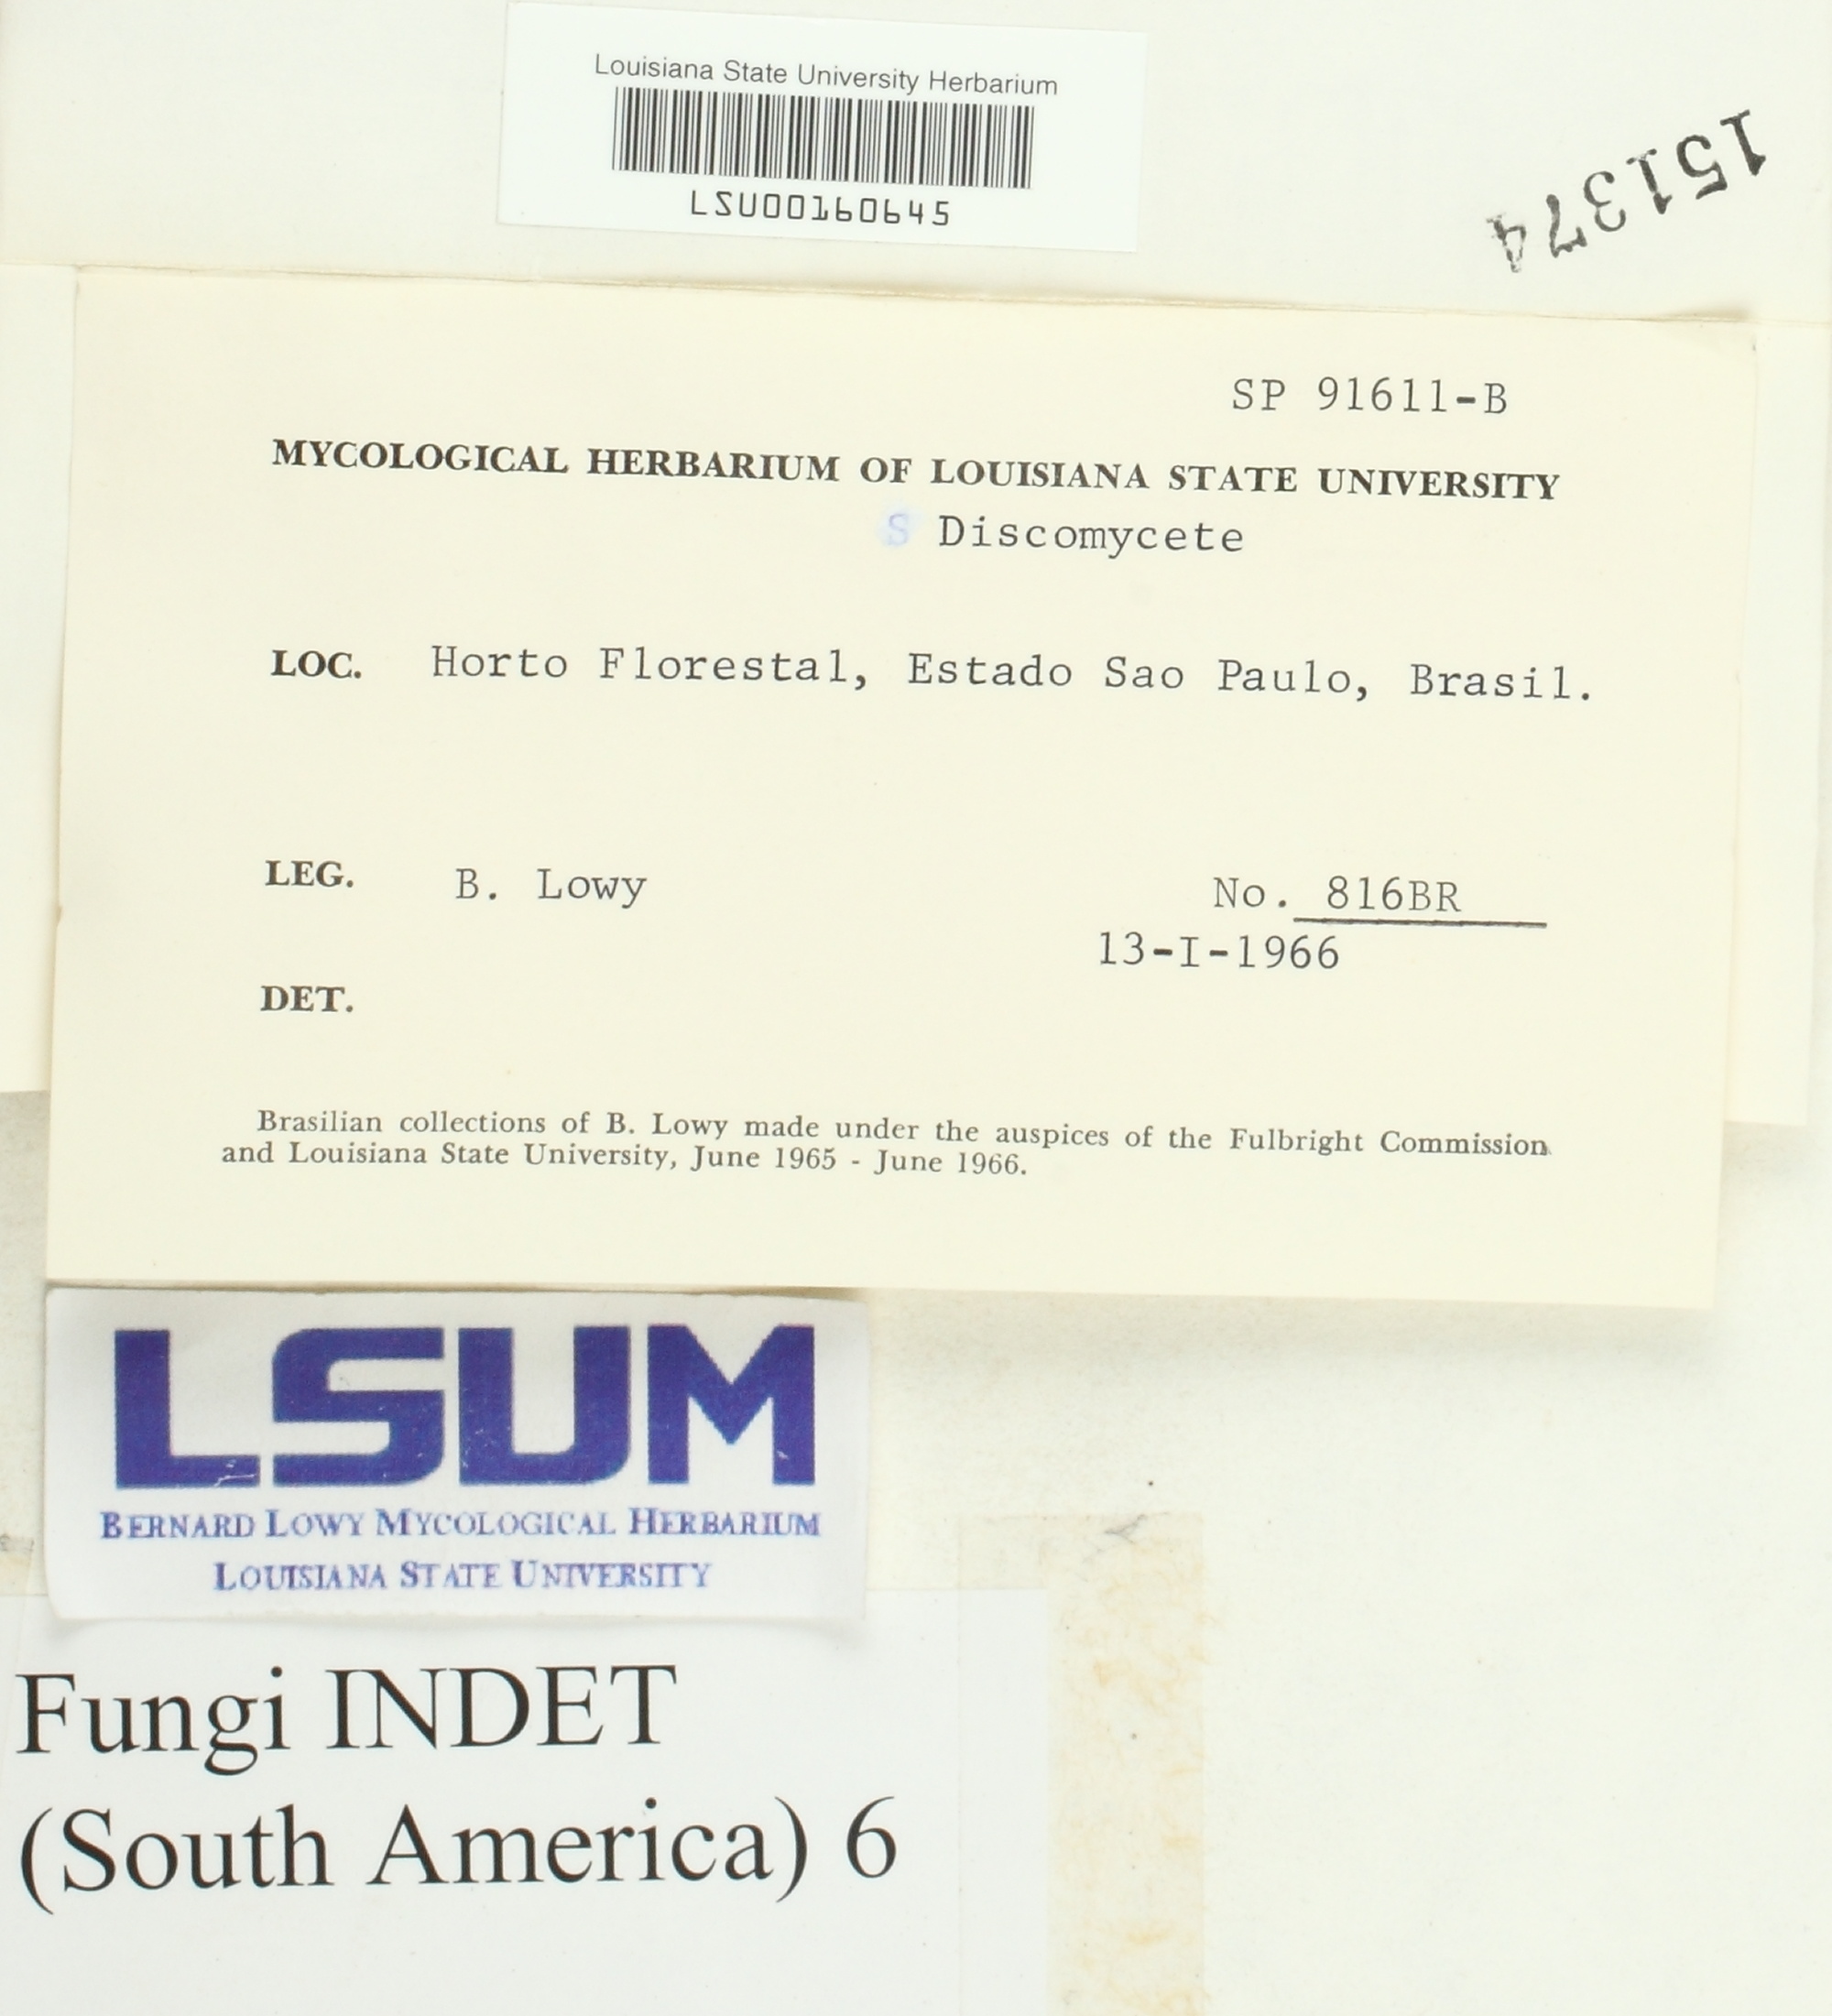 Louisiana State University Herbarium
LSU00160645
151374
SP 91611-B
MYCOLOGICAL HERBARIUM OF LOUISIANA STATE UNIVERSITY
S Discomycete
LOC. Horto Florestal, Estado Sao Paulo, Brasil.
LEG. B. Lowy No. 816BR
13-I-1966
DET.
Brasilian collections of B. Lowy made under the auspices of the Fulbright Commission
and Louisiana State University, June 1965 - June 1966.
LSUM
BERNARD LOWY MYCOLOGICAL HERBARIUM
LOUISIANA STATE UNIVERSITY
Fungi INDET
(South America) 6